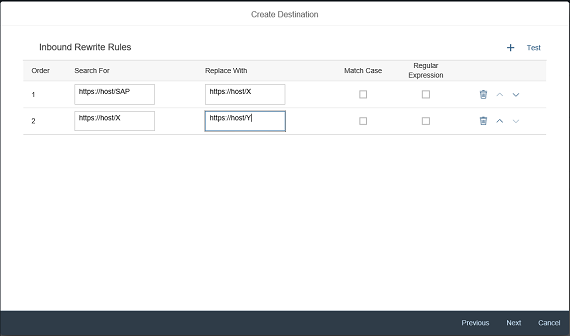 Create Destination
Inbound Rewrite Rules
+ Test
Order Search For Replace With Match Case Regular Expression
1 https://host/SAP https://host/X
2 https://host/X https://host/Y
Previous Next Cancel